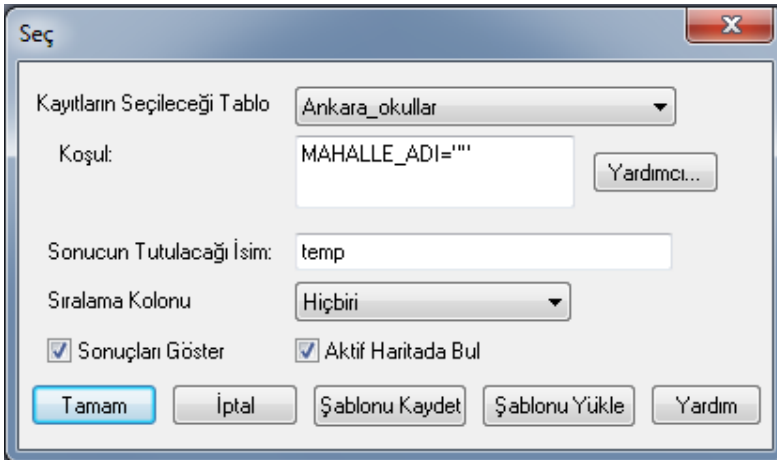 Seç
Kayıtların Seçileceği Tablo Ankara_okullar
Koşul: MAHALLE_ADI=""
Yardımcı...
Sonucun Tutulacağı İsim: temp
Sıralama Kolonu Hiçbiri
Sonuçları Göster Aktif Haritada Bul
Tamam İptal Şablonu Kaydet Şablonu Yükle Yardım